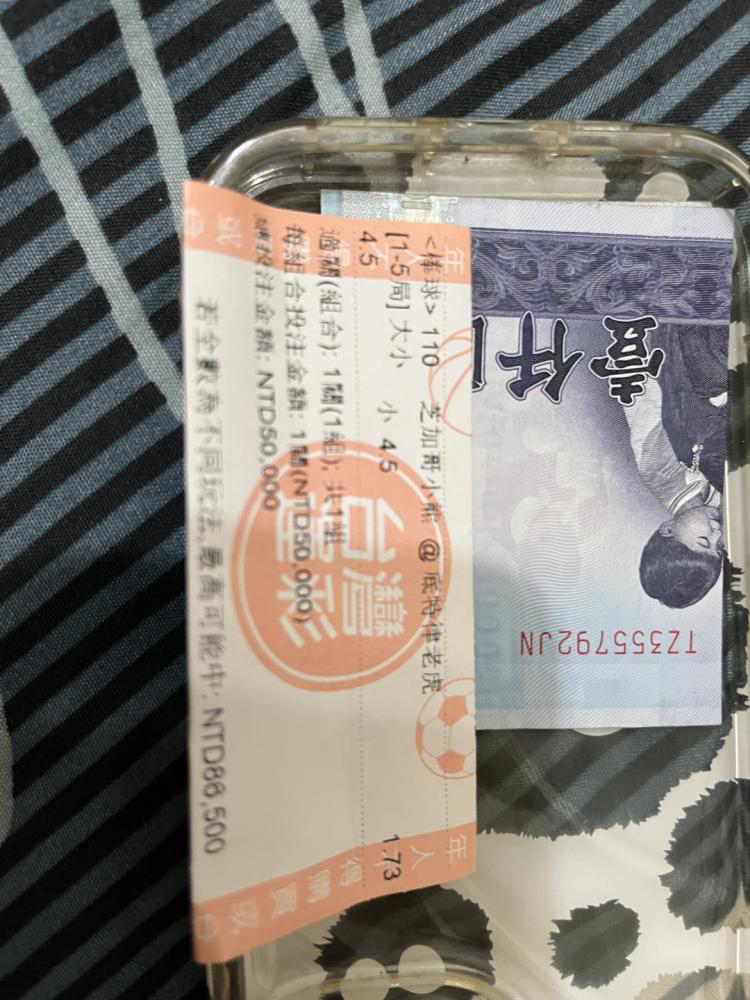 <棒球> 110 芝加哥小熊 @ 底特律老虎
[1-5局] 大小 小 4.5 1.73
4.5
過關(組合): 1關(1組); 共1組
每組合投注金額: 1關(NTD50,000)
總投注金額: NTD50,000
若全數為不同玩法,最高可能中: NTD86,500
台灣
運彩
TZ355792JN
仟